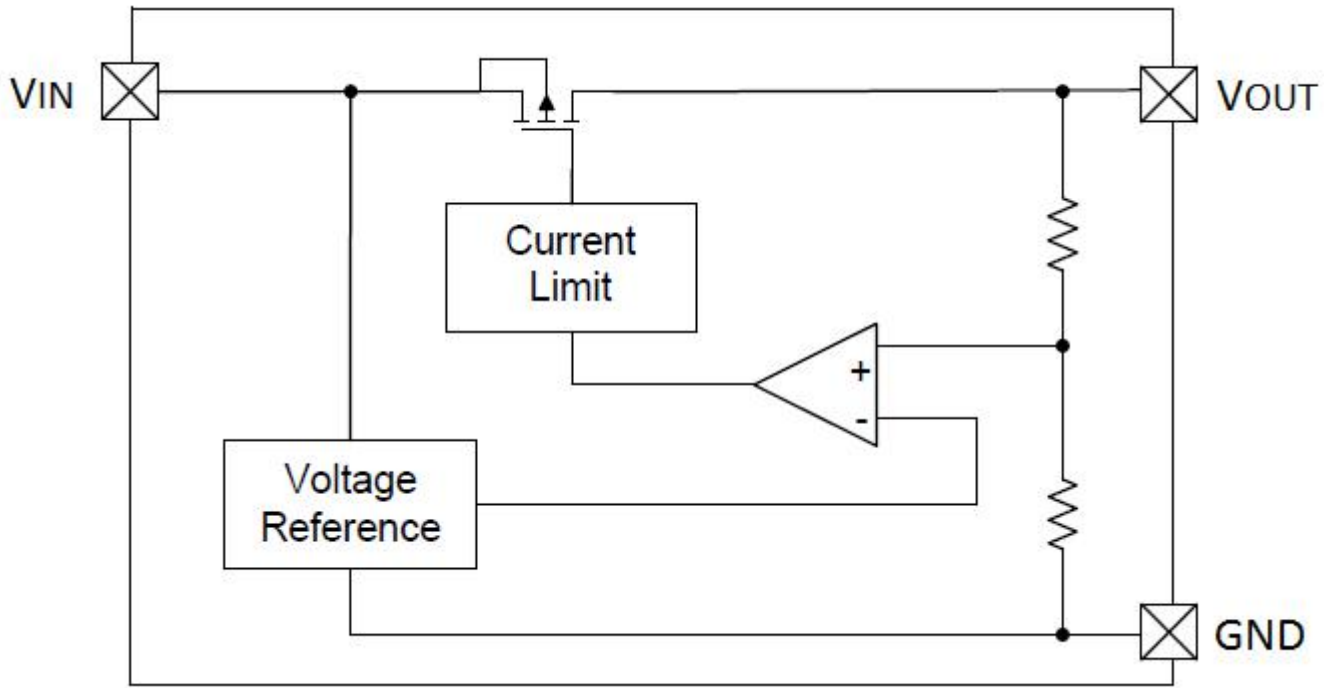 VIN
VOUT
Current
Limit
+
-
Voltage
Reference
GND